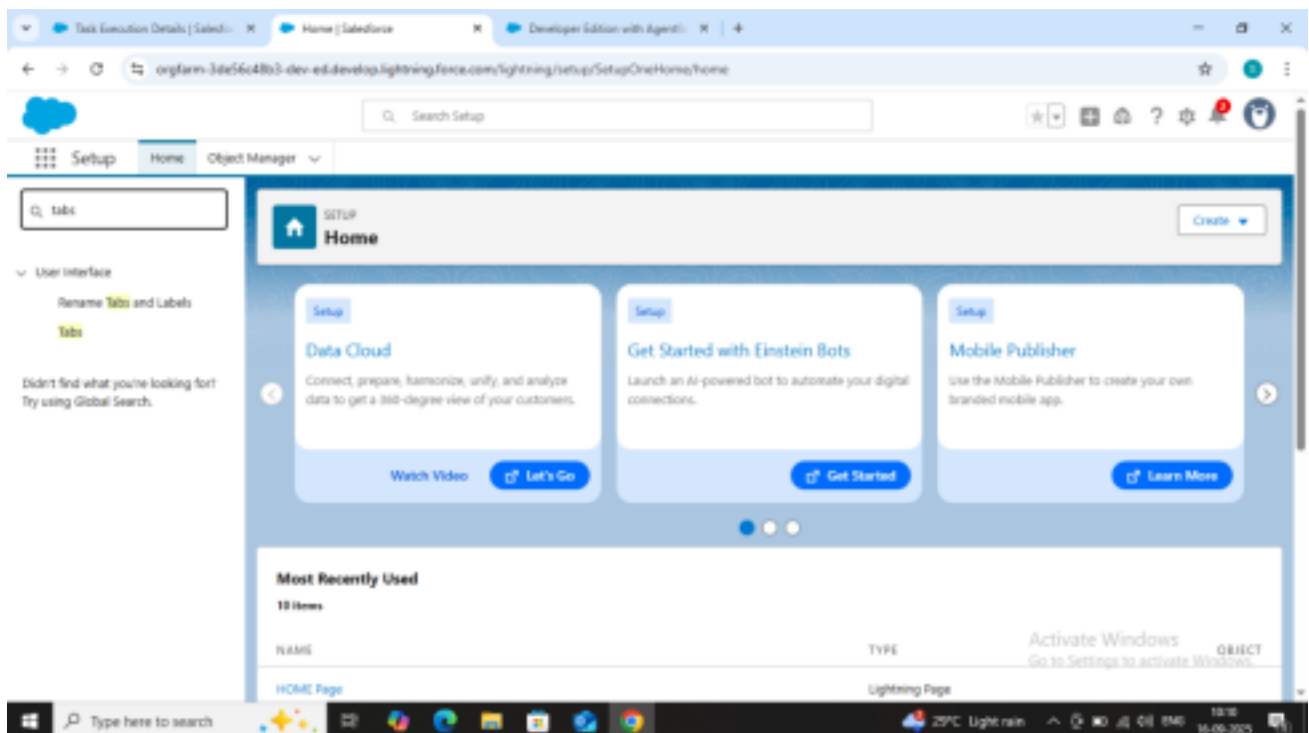 Task Execution Details | Salesfor
Home | Salesforce
Developer Edition with Agentf
orgfarm-3de56c48b3-dev-ed.develop.lightning.force.com/lightning/setup/SetupOneHome/home
Search Setup
2
Setup
Home
Object Manager
tabs
SETUP
Home
Create
User Interface
Rename Tabs and Labels
Tabs
Didn't find what you're looking for?
Try using Global Search.
Setup
Data Cloud
Connect, prepare, harmonize, unify, and analyze
data to get a 360-degree view of your customers.
Watch Video
Let's Go
Setup
Get Started with Einstein Bots
Launch an AI-powered bot to automate your digital
connections.
Get Started
Setup
Mobile Publisher
Use the Mobile Publisher to create your own
branded mobile app.
Learn More
Most Recently Used
10 items
NAME
TYPE
OBJECT
HOME Page
Lightning Page
Activate Windows
Go to Settings to activate Windows.
Type here to search
29°C Light rain
ENG
10:10
16-09-2025